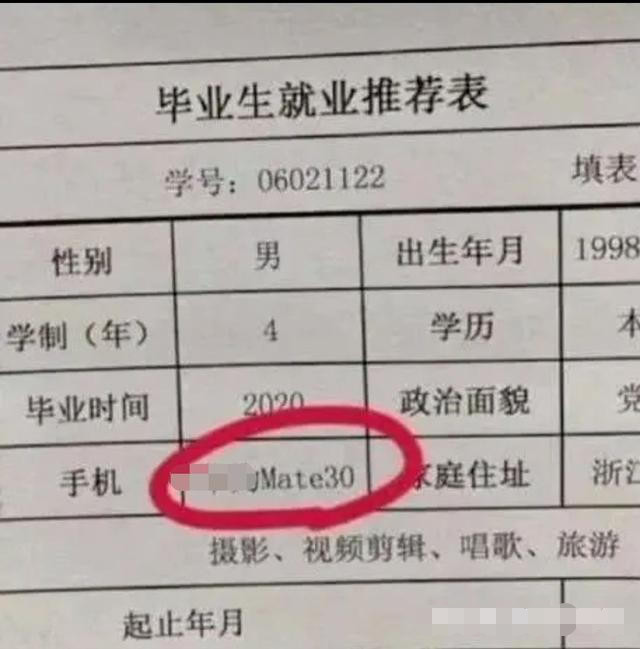 毕业生就业推荐表
学号：06021122 填表
性别 男 出生年月 1998
学制（年） 4 学历 本
毕业时间 2020 政治面貌 党
手机 Mate30 家庭住址 浙江
摄影、视频剪辑、唱歌、旅游
起止年月